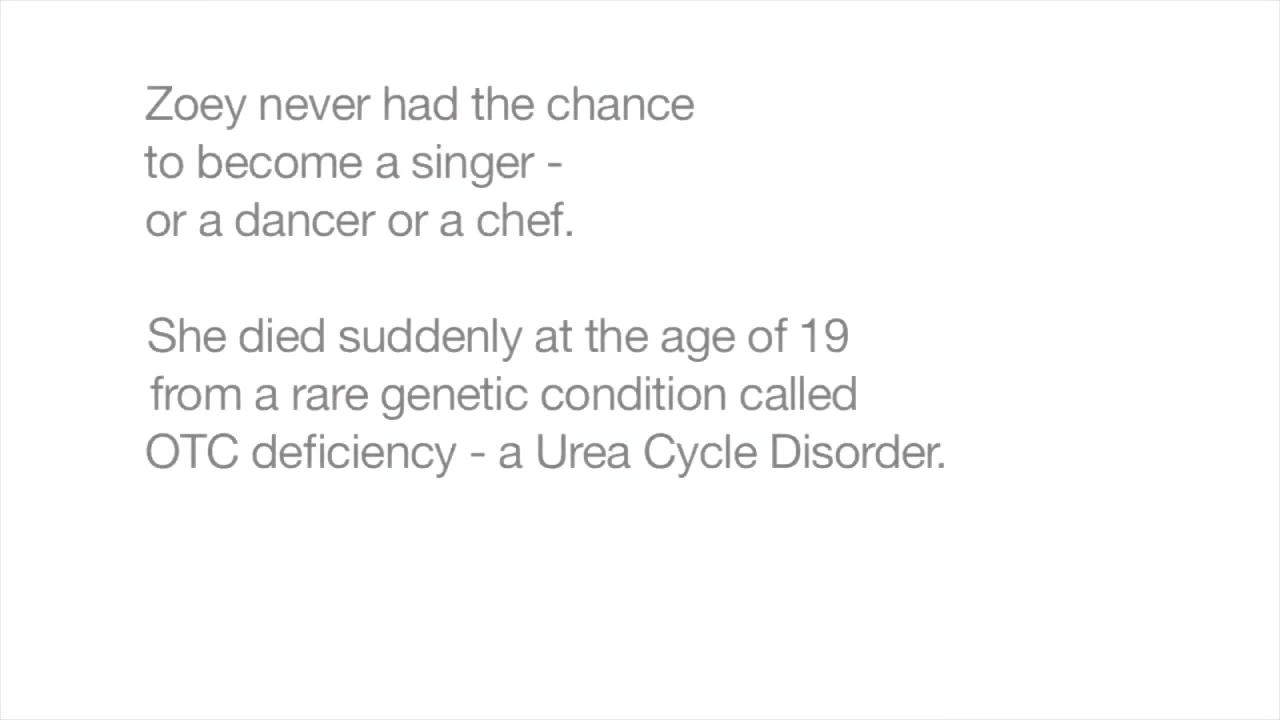 Zoey never had the chance
to become a singer -
or a dancer or a chef.
She died suddenly at the age of 19
from a rare genetic condition called
OTC deficiency - a Urea Cycle Disorder.